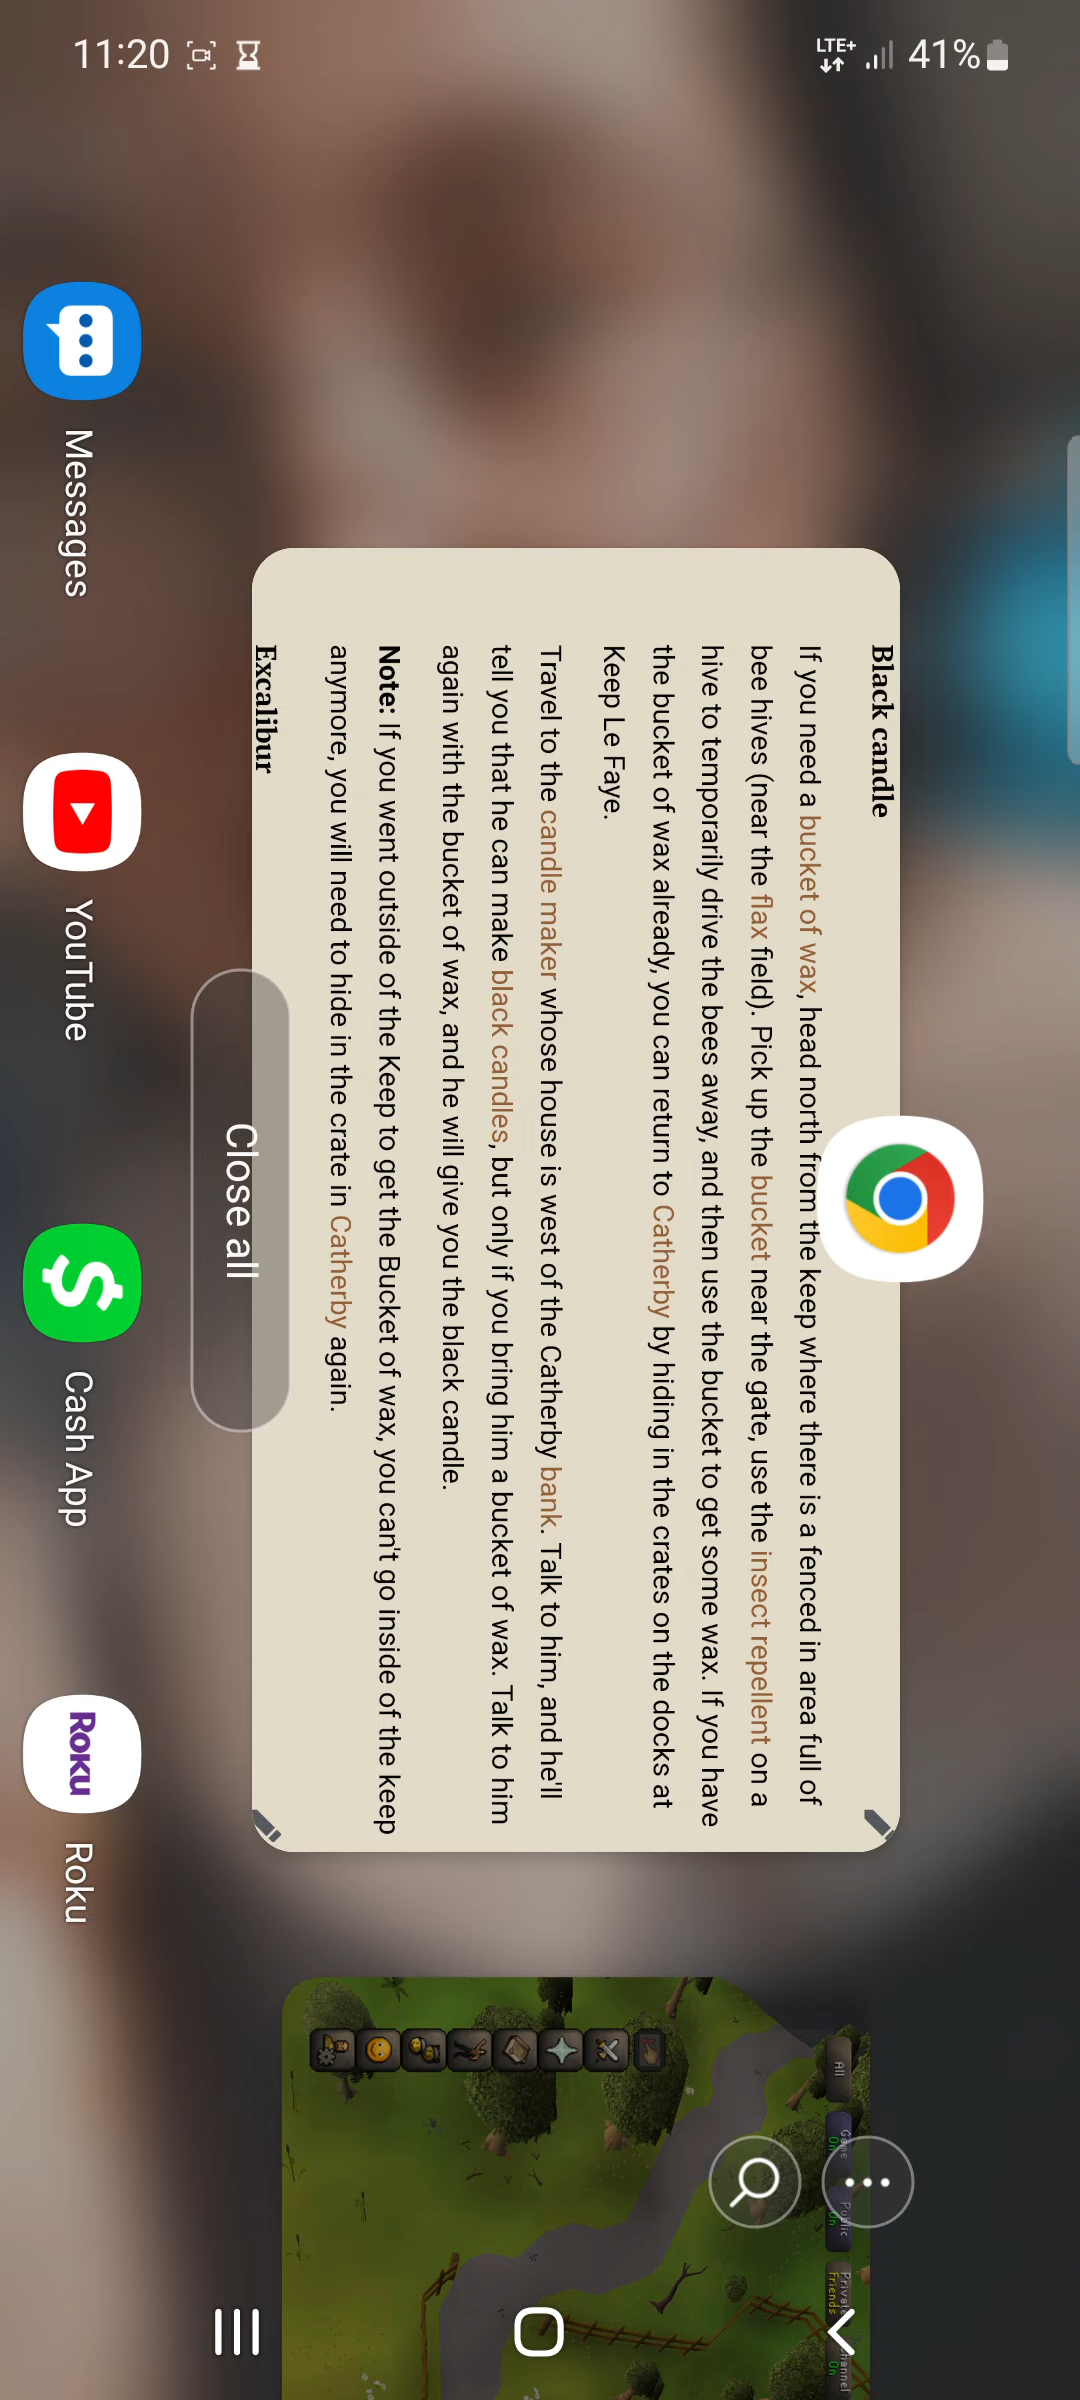 11:20
LTE+
41%
Black candle
If you need a bucket of wax, head north from the keep where there is a fenced in area full of
bee hives (near the flax field). Pick up the bucket near the gate, use the insect repellent on a
hive to temporarily drive the bees away, and then use the bucket to get some wax. If you have
the bucket of wax already, you can return to Catherby by hiding in the crates on the docks at
Keep Le Faye.
Travel to the candle maker whose house is west of the Catherby bank. Talk to him, and he'll
tell you that he can make black candles, but only if you bring him a bucket of wax. Talk to him
again with the bucket of wax, and he will give you the black candle.
Note: If you went outside of the Keep to get the Bucket of wax, you can't go inside of the keep
anymore, you will need to hide in the crate in Catherby again.
Excalibur
Close all
All
Game
On
Public
On
Private
Friends
On
Messages
YouTube
Cash App
ROKU
Roku